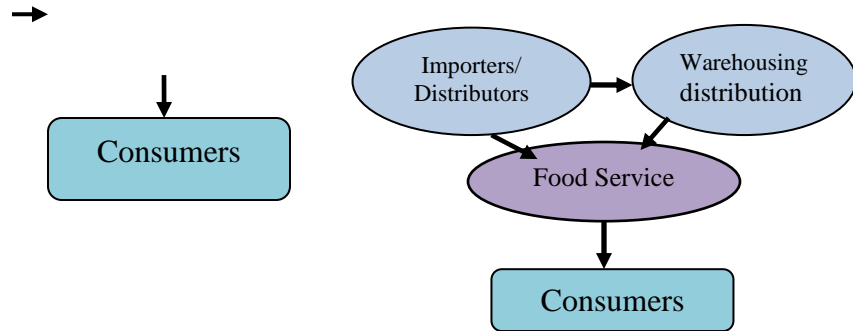 Importers/
Distributors
Warehousing
distribution
Consumers
Food Service
Consumers